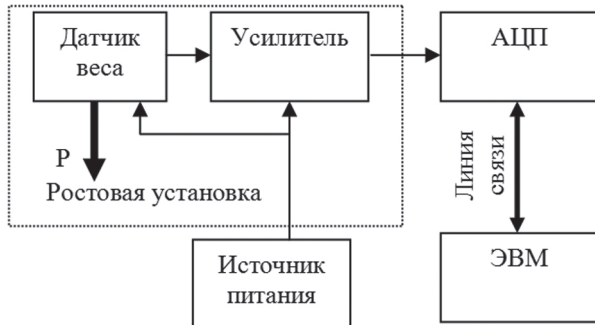 Датчик
веса
Усилитель
АЦП
Р
Ростовая установка
Линия
связи
Источник
питания
ЭВМ